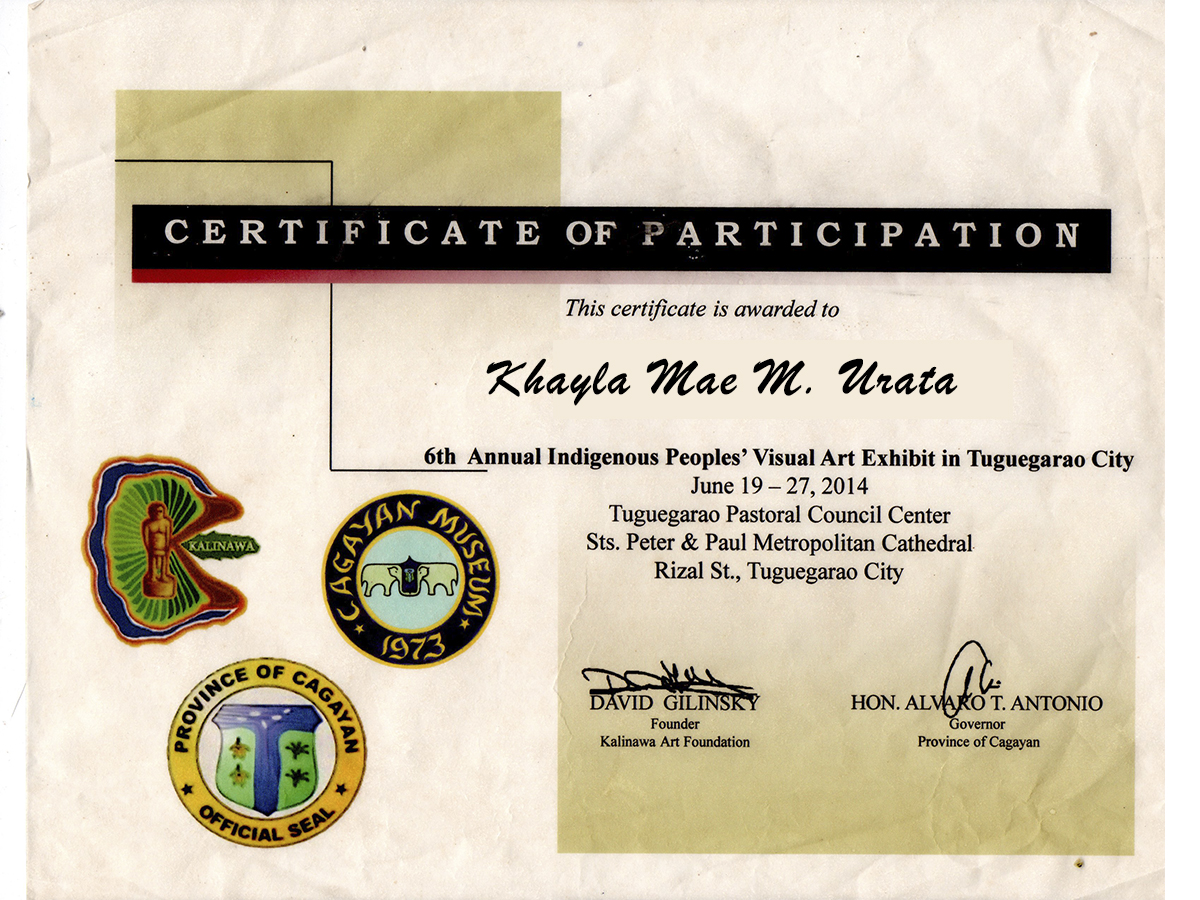 CERTIFICATE OF PARTICIPATION
This certificate is awarded to
Khayla Mae M. Urata
6th Annual Indigenous Peoples’ Visual Art Exhibit in Tuguegarao City
June 19 – 27, 2014
Tuguegarao Pastoral Council Center
Sts. Peter & Paul Metropolitan Cathedral
Rizal St., Tuguegarao City
KALINAWA
CAGAYAN MUSEUM
1973
PROVINCE OF CAGAYAN
OFFICIAL SEAL
DAVID GILINSKY
Founder
Kalinawa Art Foundation
HON. ALVARO T. ANTONIO
Governor
Province of Cagayan